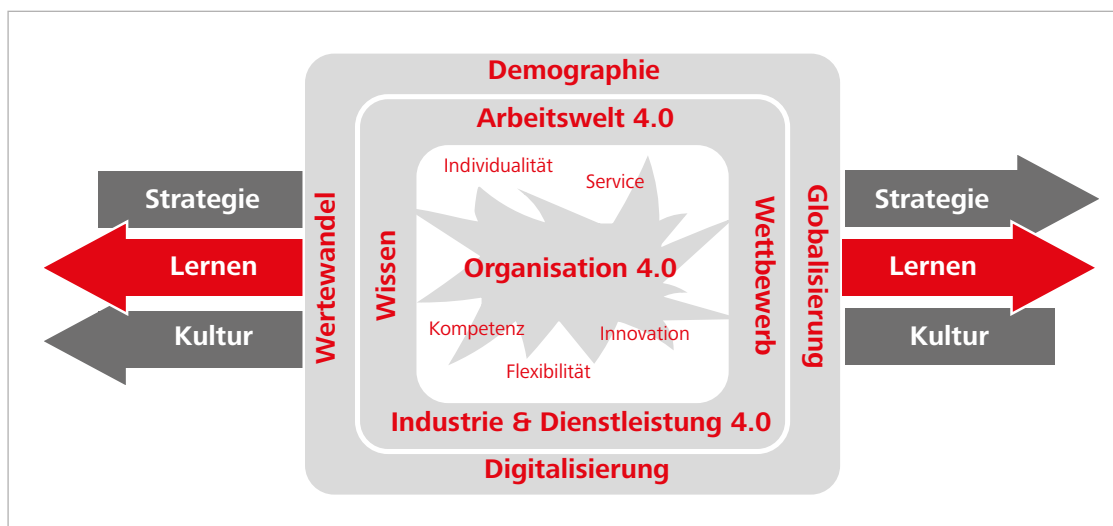 Demographie
Arbeitswelt 4.0
Individualität
Service
Strategie
Lernen
Kultur
Wertewandel
Wissen
Organisation 4.0
Kompetenz
Innovation
Flexibilität
Wettbewerb
Globalisierung
Strategie
Lernen
Kultur
Industrie & Dienstleistung 4.0
Digitalisierung